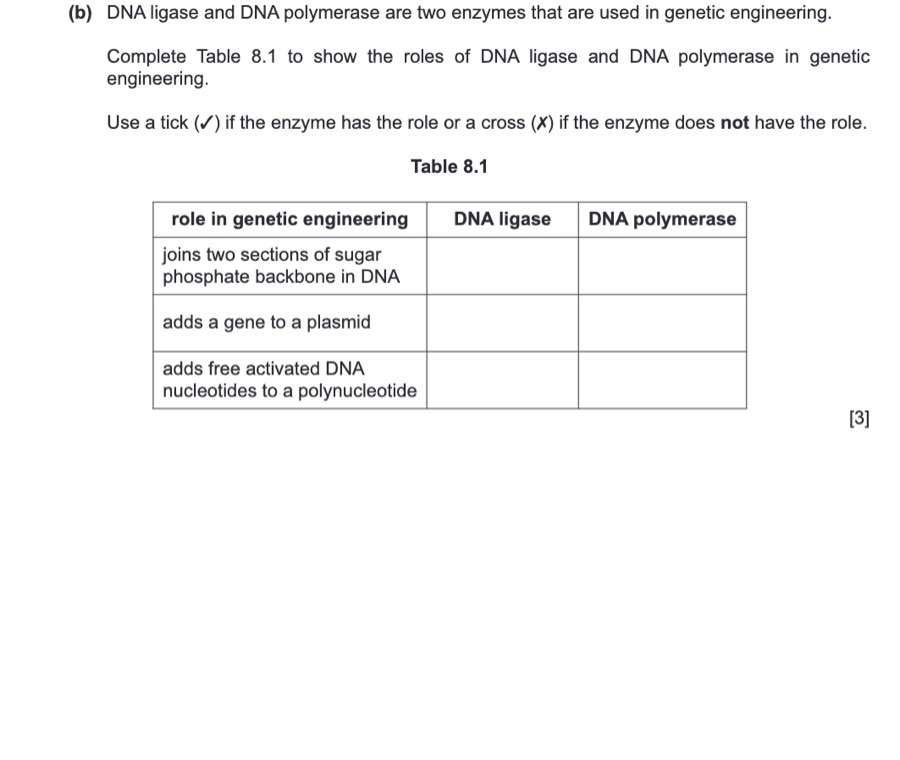 (b) DNA ligase and DNA polymerase are two enzymes that are used in genetic engineering.
Complete Table 8.1 to show the roles of DNA ligase and DNA polymerase in genetic
engineering.
Use a tick (✓) if the enzyme has the role or a cross (✗) if the enzyme does not have the role.
Table 8.1
role in genetic engineering DNA ligase DNA polymerase
joins two sections of sugar
phosphate backbone in DNA
adds a gene to a plasmid
adds free activated DNA
nucleotides to a polynucleotide
[3]